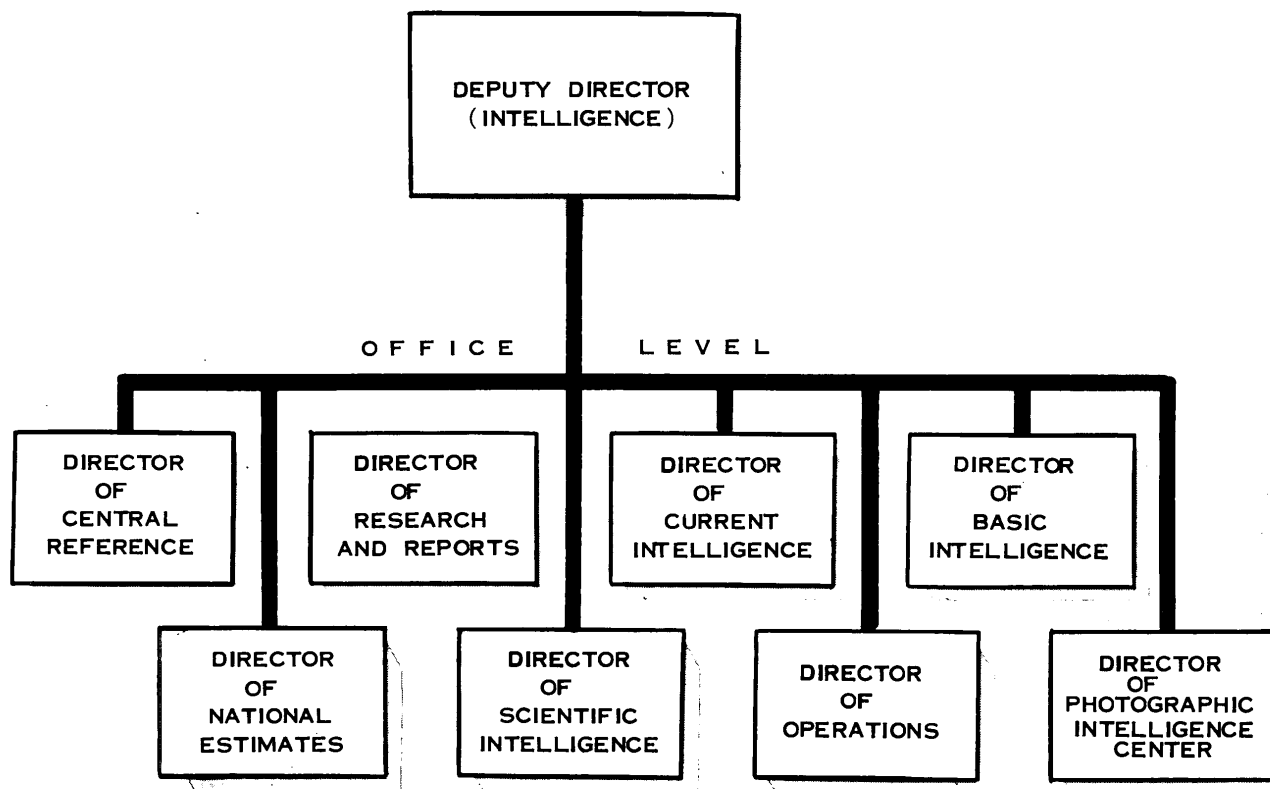 DEPUTY DIRECTOR
(INTELLIGENCE)
OFFICE LEVEL
DIRECTOR
OF
CENTRAL
REFERENCE
DIRECTOR
OF
RESEARCH
AND REPORTS
DIRECTOR
OF
CURRENT
INTELLIGENCE
DIRECTOR
OF
BASIC
INTELLIGENCE
DIRECTOR
OF
NATIONAL
ESTIMATES
DIRECTOR
OF
SCIENTIFIC
INTELLIGENCE
DIRECTOR
OF
OPERATIONS
DIRECTOR
OF
PHOTOGRAPHIC
INTELLIGENCE
CENTER